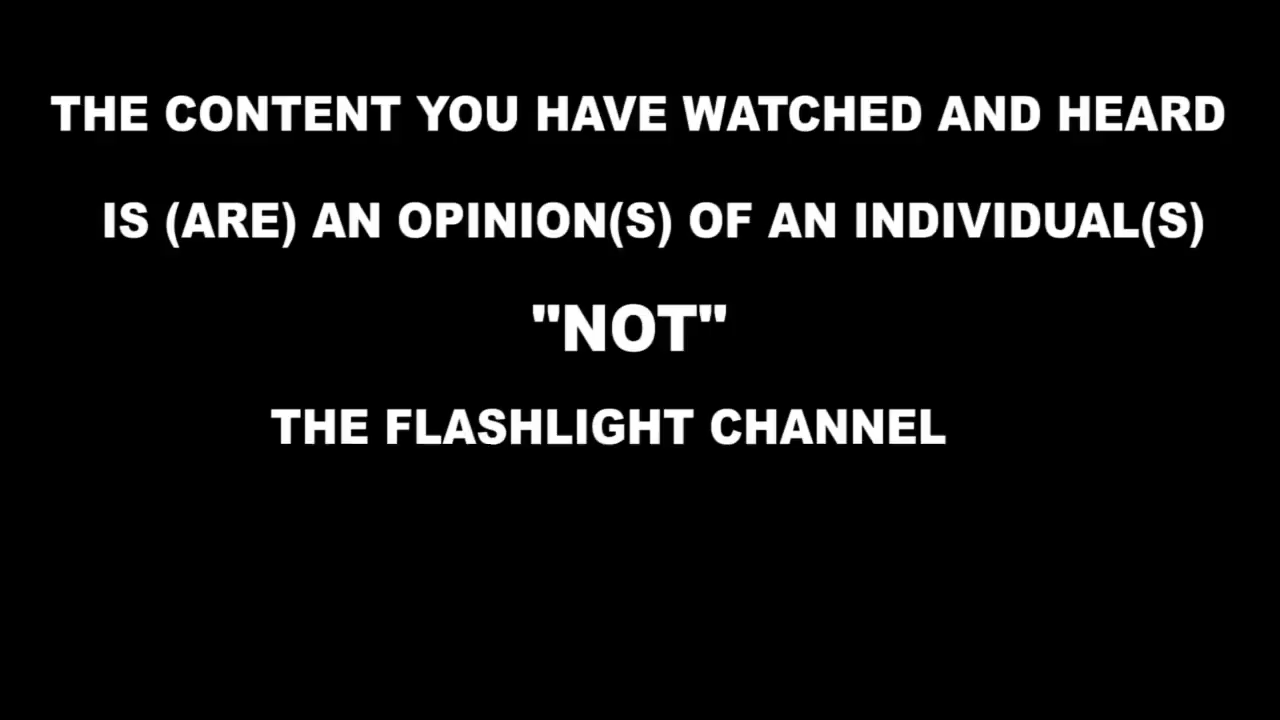 THE CONTENT YOU HAVE WATCHED AND HEARD
IS (ARE) AN OPINION(S) OF AN INDIVIDUAL(S)
"NOT"
THE FLASHLIGHT CHANNEL